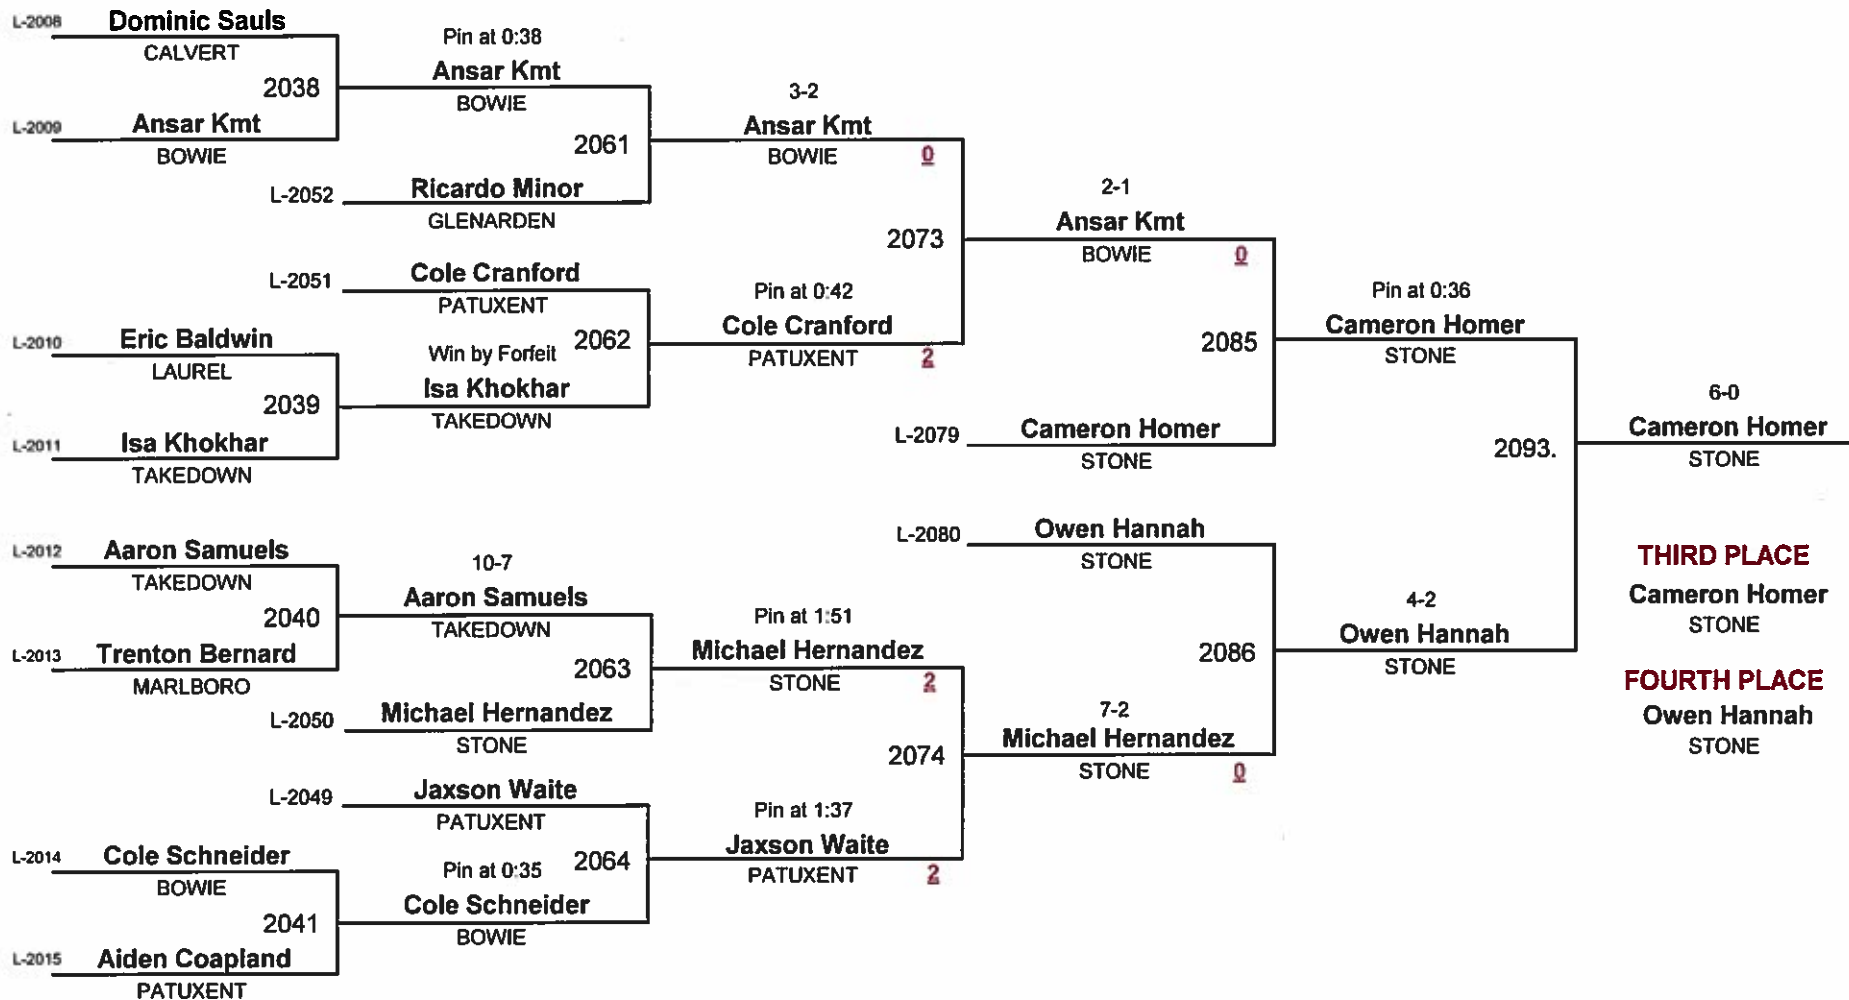 L-2008 Dominic Sauls
CALVERT
2038
L-2009 Ansar Kmt
BOWIE
L-2010 Eric Baldwin
LAUREL
2039
L-2011 Isa Khokhar
TAKEDOWN
L-2012 Aaron Samuels
TAKEDOWN
2040
L-2013 Trenton Bernard
MARLBORO
L-2014 Cole Schneider
BOWIE
2041
L-2015 Aiden Coapland
PATUXENT
Pin at 0:38
Ansar Kmt
BOWIE
2061
L-2052 Ricardo Minor
GLENARDEN
L-2051 Cole Cranford
PATUXENT
2062
Win by Forfeit
Isa Khokhar
TAKEDOWN
10-7
Aaron Samuels
TAKEDOWN
2063
L-2050 Michael Hernandez
STONE
L-2049 Jaxson Waite
PATUXENT
2064
Pin at 0:35
Cole Schneider
BOWIE
3-2
Ansar Kmt
BOWIE 0
2073
Pin at 0:42
Cole Cranford
PATUXENT 2
Pin at 1:51
Michael Hernandez
STONE 2
2074
Pin at 1:37
Jaxson Waite
PATUXENT 2
2-1
Ansar Kmt
BOWIE 0
2085
L-2079 Cameron Homer
STONE
L-2080 Owen Hannah
STONE
2086
7-2
Michael Hernandez
STONE 0
Pin at 0:36
Cameron Homer
STONE
2093.
4-2
Owen Hannah
STONE
6-0
Cameron Homer
STONE
THIRD PLACE
Cameron Homer
STONE
FOURTH PLACE
Owen Hannah
STONE